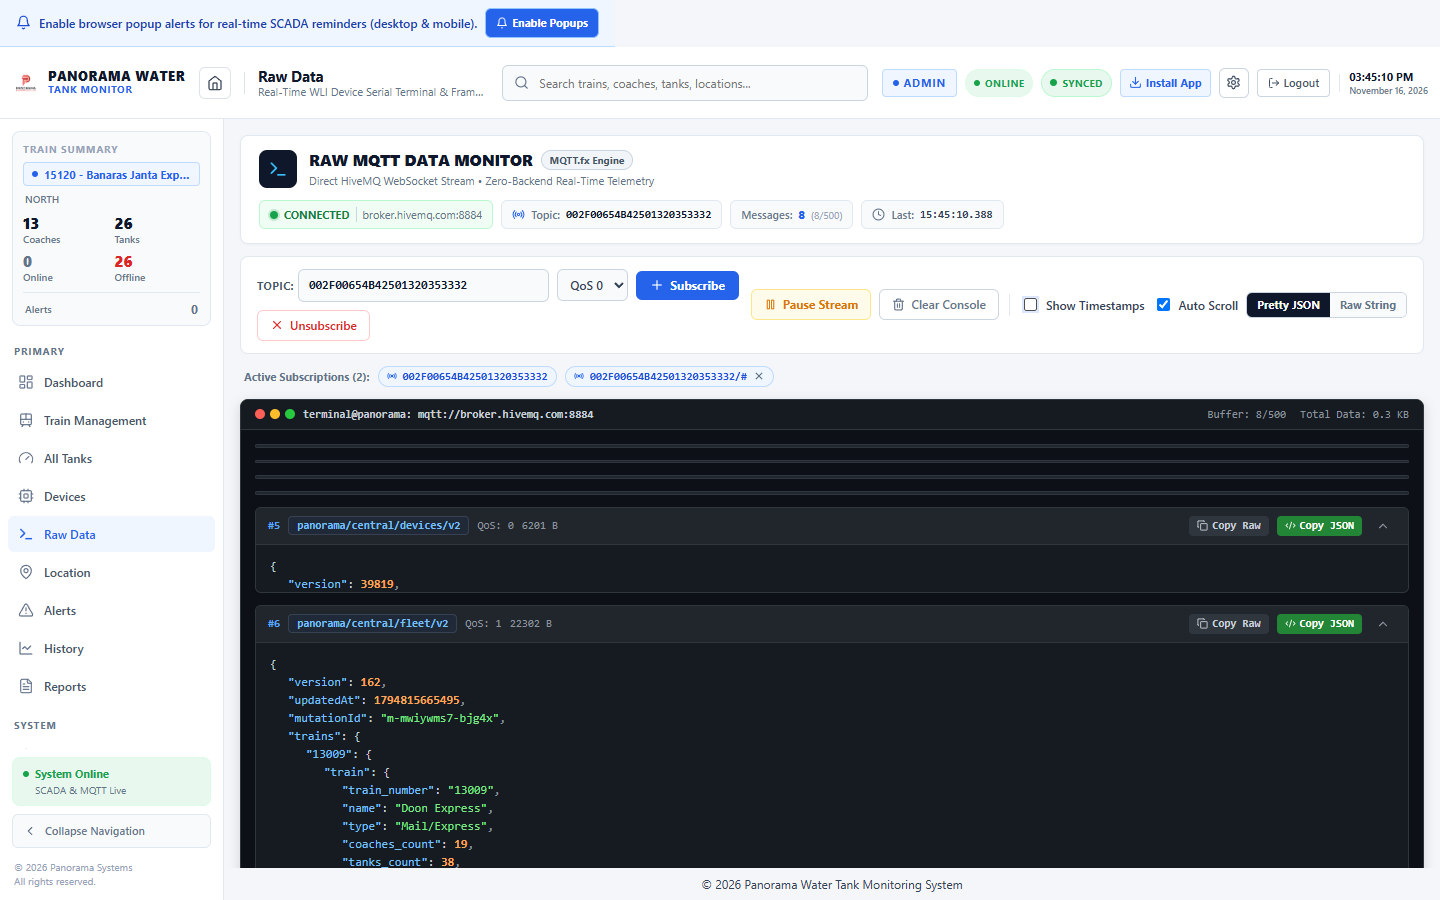 Enable browser popup alerts for real-time SCADA reminders (desktop & mobile). Enable Popups
PANORAMA WATER
TANK MONITOR
Raw Data
Real-Time WLI Device Serial Terminal & Fram...
Search trains, coaches, tanks, locations...
ADMIN
ONLINE
SYNCED
Install App
Logout
03:45:10 PM
November 16, 2026
TRAIN SUMMARY
15120 - Banaras Janta Exp...
NORTH
13 26
Coaches Tanks
0 26
Online Offline
Alerts 0
PRIMARY
Dashboard
Train Management
All Tanks
Devices
Raw Data
Location
Alerts
History
Reports
SYSTEM
System Online
SCADA & MQTT Live
Collapse Navigation
© 2026 Panorama Systems
All rights reserved.
RAW MQTT DATA MONITOR MQTT.fx Engine
Direct HiveMQ WebSocket Stream • Zero-Backend Real-Time Telemetry
CONNECTED broker.hivemq.com:8884 Topic: 002F00654B42501320353332 Messages: 8 (8/500) Last: 15:45:10.388
TOPIC: 002F00654B42501320353332 QoS 0 Subscribe
Unsubscribe
Pause Stream Clear Console Show Timestamps Auto Scroll Pretty JSON Raw String
Active Subscriptions (2): 002F00654B42501320353332 002F00654B42501320353332/#
terminal@panorama: mqtt://broker.hivemq.com:8884 Buffer: 8/500 Total Data: 0.3 KB
#5 panorama/central/devices/v2 QoS: 0 6201 B Copy Raw Copy JSON
{
"version": 39819,
#6 panorama/central/fleet/v2 QoS: 1 22302 B Copy Raw Copy JSON
{
"version": 162,
"updatedAt": 1794815665495,
"mutationId": "m-mwiywms7-bjg4x",
"trains": {
"13009": {
"train": {
"train_number": "13009",
"name": "Doon Express",
"type": "Mail/Express",
"coaches_count": 19,
"tanks_count": 38,
© 2026 Panorama Water Tank Monitoring System